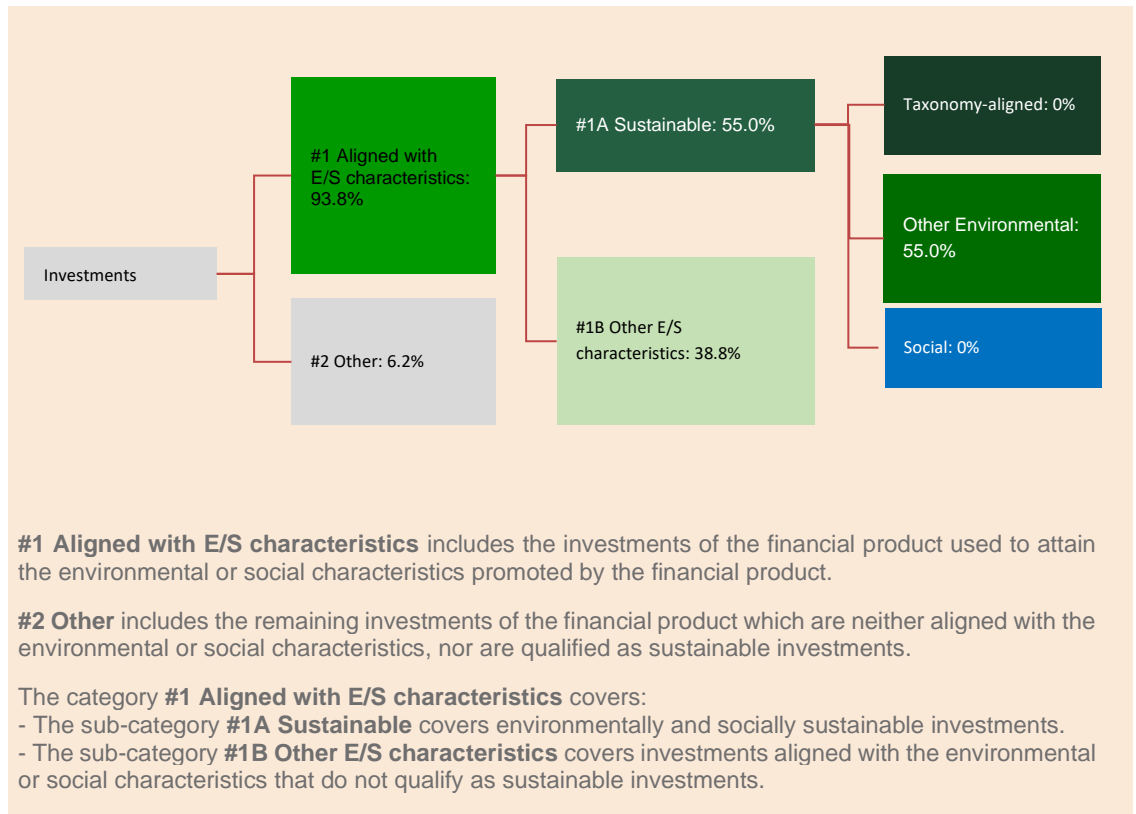 Investments
#1 Aligned with
E/S characteristics:
93.8%
#2 Other: 6.2%
#1A Sustainable: 55.0%
#1B Other E/S
characteristics: 38.8%
Taxonomy-aligned: 0%
Other Environmental:
55.0%
Social: 0%
#1 Aligned with E/S characteristics includes the investments of the financial product used to attain
the environmental or social characteristics promoted by the financial product.
#2 Other includes the remaining investments of the financial product which are neither aligned with the
environmental or social characteristics, nor are qualified as sustainable investments.
The category #1 Aligned with E/S characteristics covers:
- The sub-category #1A Sustainable covers environmentally and socially sustainable investments.
- The sub-category #1B Other E/S characteristics covers investments aligned with the environmental
or social characteristics that do not qualify as sustainable investments.